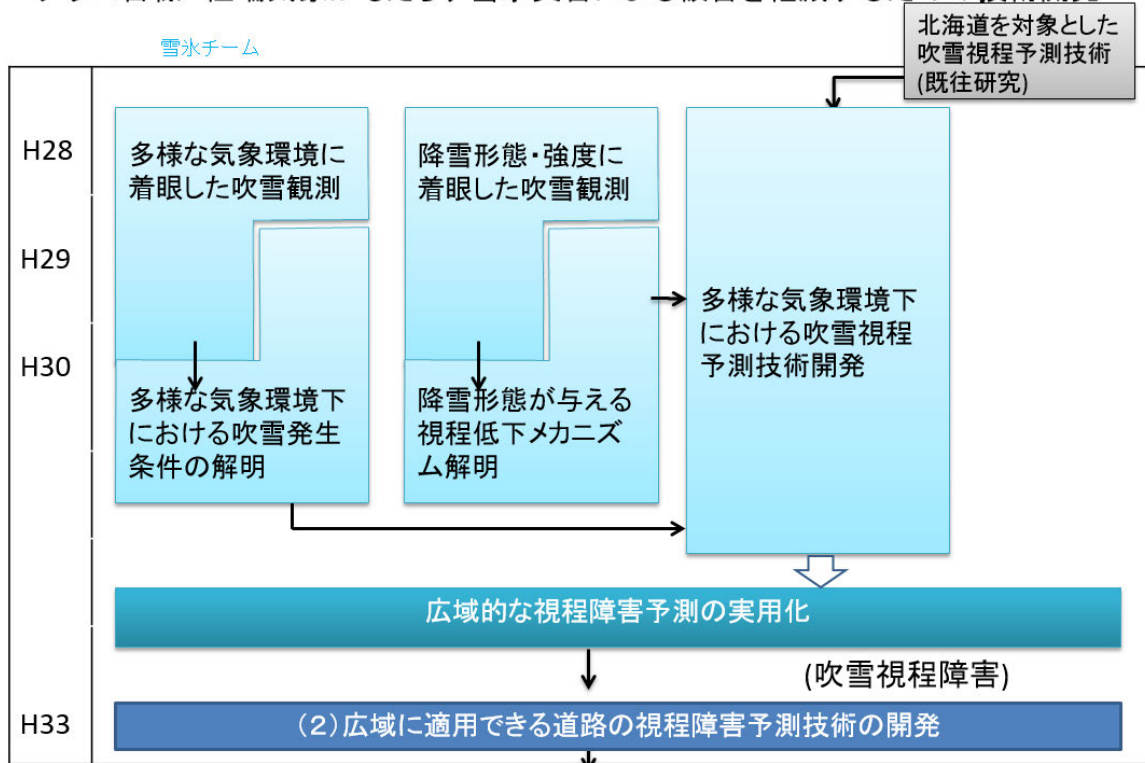 技術開発
雪氷チーム
北海道を対象とした
吹雪視程予測技術
(既往研究)
H28
多様な気象環境に
着眼した吹雪観測
降雪形態・強度に
着眼した吹雪観測
H29
多様な気象環境下
における吹雪視程
予測技術開発
H30
多様な気象環境下
における吹雪発生
条件の解明
降雪形態が与える
視程低下メカニズ
ム解明
広域的な視程障害予測の実用化
(吹雪視程障害)
H33
(2)広域に適用できる道路の視程障害予測技術の開発